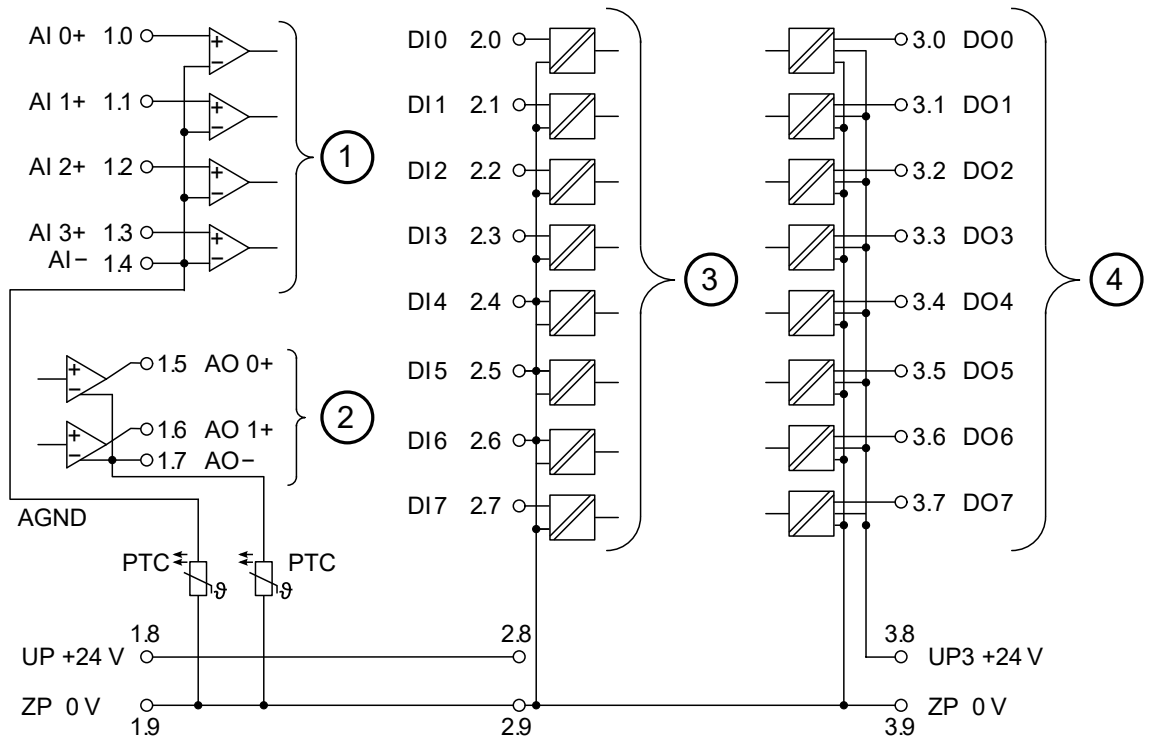 AI 0+ 1.0
AI 1+ 1.1
AI 2+ 1.2
AI 3+ 1.3
AI− 1.4
+
−
+
−
+
−
+
−
1
+
−
+
−
1.5 AO 0+
1.6 AO 1+
1.7 AO−
2
AGND
PTC
ϑ
ϑ
PTC
DI0 2.0
DI1 2.1
DI2 2.2
DI3 2.3
DI4 2.4
DI5 2.5
DI6 2.6
DI7 2.7
3
3.0 DO0
3.1 DO1
3.2 DO2
3.3 DO3
3.4 DO4
3.5 DO5
3.6 DO6
3.7 DO7
4
1.8 2.8 3.8
UP +24 V UP3 +24 V
ZP 0 V ZP 0 V
1.9 2.9 3.9